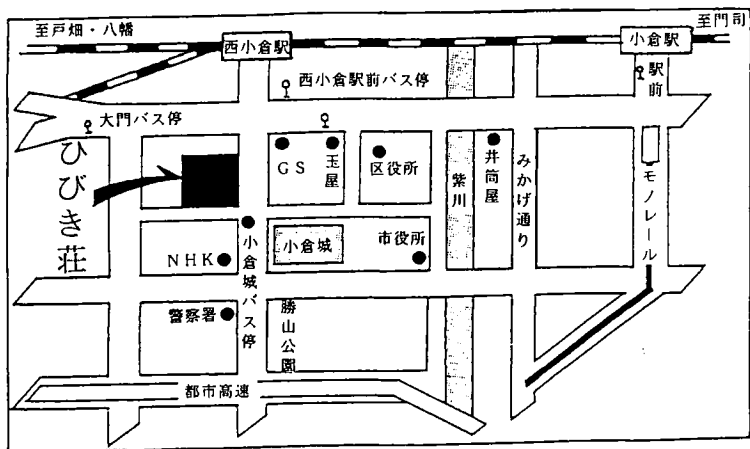 至戸畑・八幡
西小倉駅
小倉駅
至門司
駅前
西小倉駅前バス停
大門バス停
ひびき荘
GS
玉屋
区役所
紫川
井筒屋
みかげ通り
モノレール
NHK
小倉城バス停
小倉城
市役所
警察署
勝山公園
都市高速